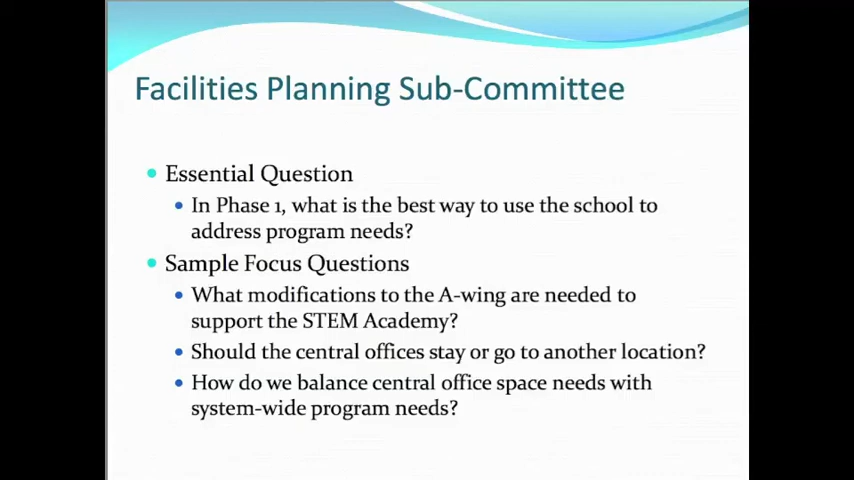 Facilities Planning Sub-Committee
Essential Question
In Phase 1, what is the best way to use the school to
address program needs?
Sample Focus Questions
What modifications to the A-wing are needed to
support the STEM Academy?
Should the central offices stay or go to another location?
How do we balance central office space needs with
system-wide program needs?